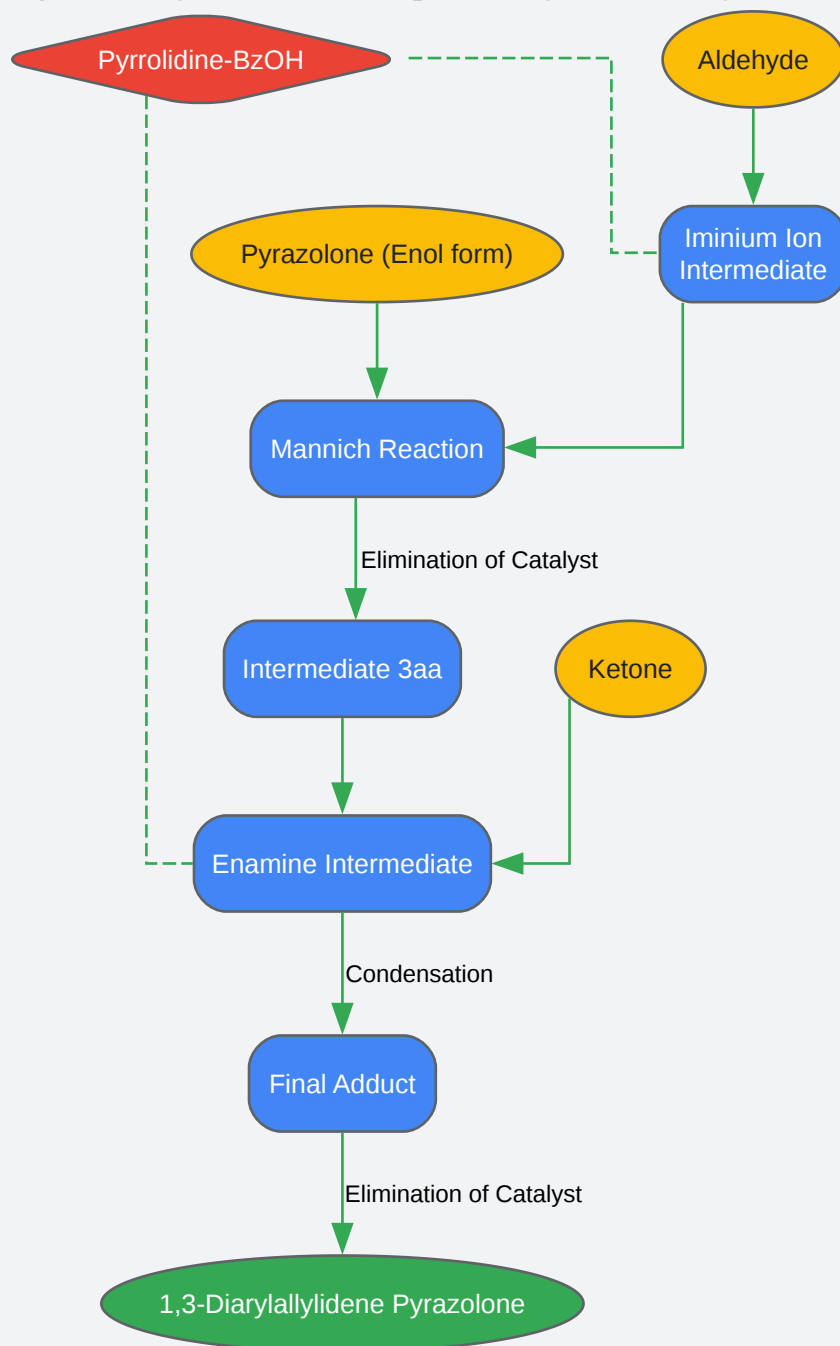 Pyrrolidine-BzOH
Aldehyde
Pyrazolone (Enol form)
Iminium Ion
Intermediate
Mannich Reaction
Elimination of Catalyst
Intermediate 3aa
Ketone
Enamine Intermediate
Condensation
Final Adduct
Elimination of Catalyst
1,3-Diarylallylidene Pyrazolone